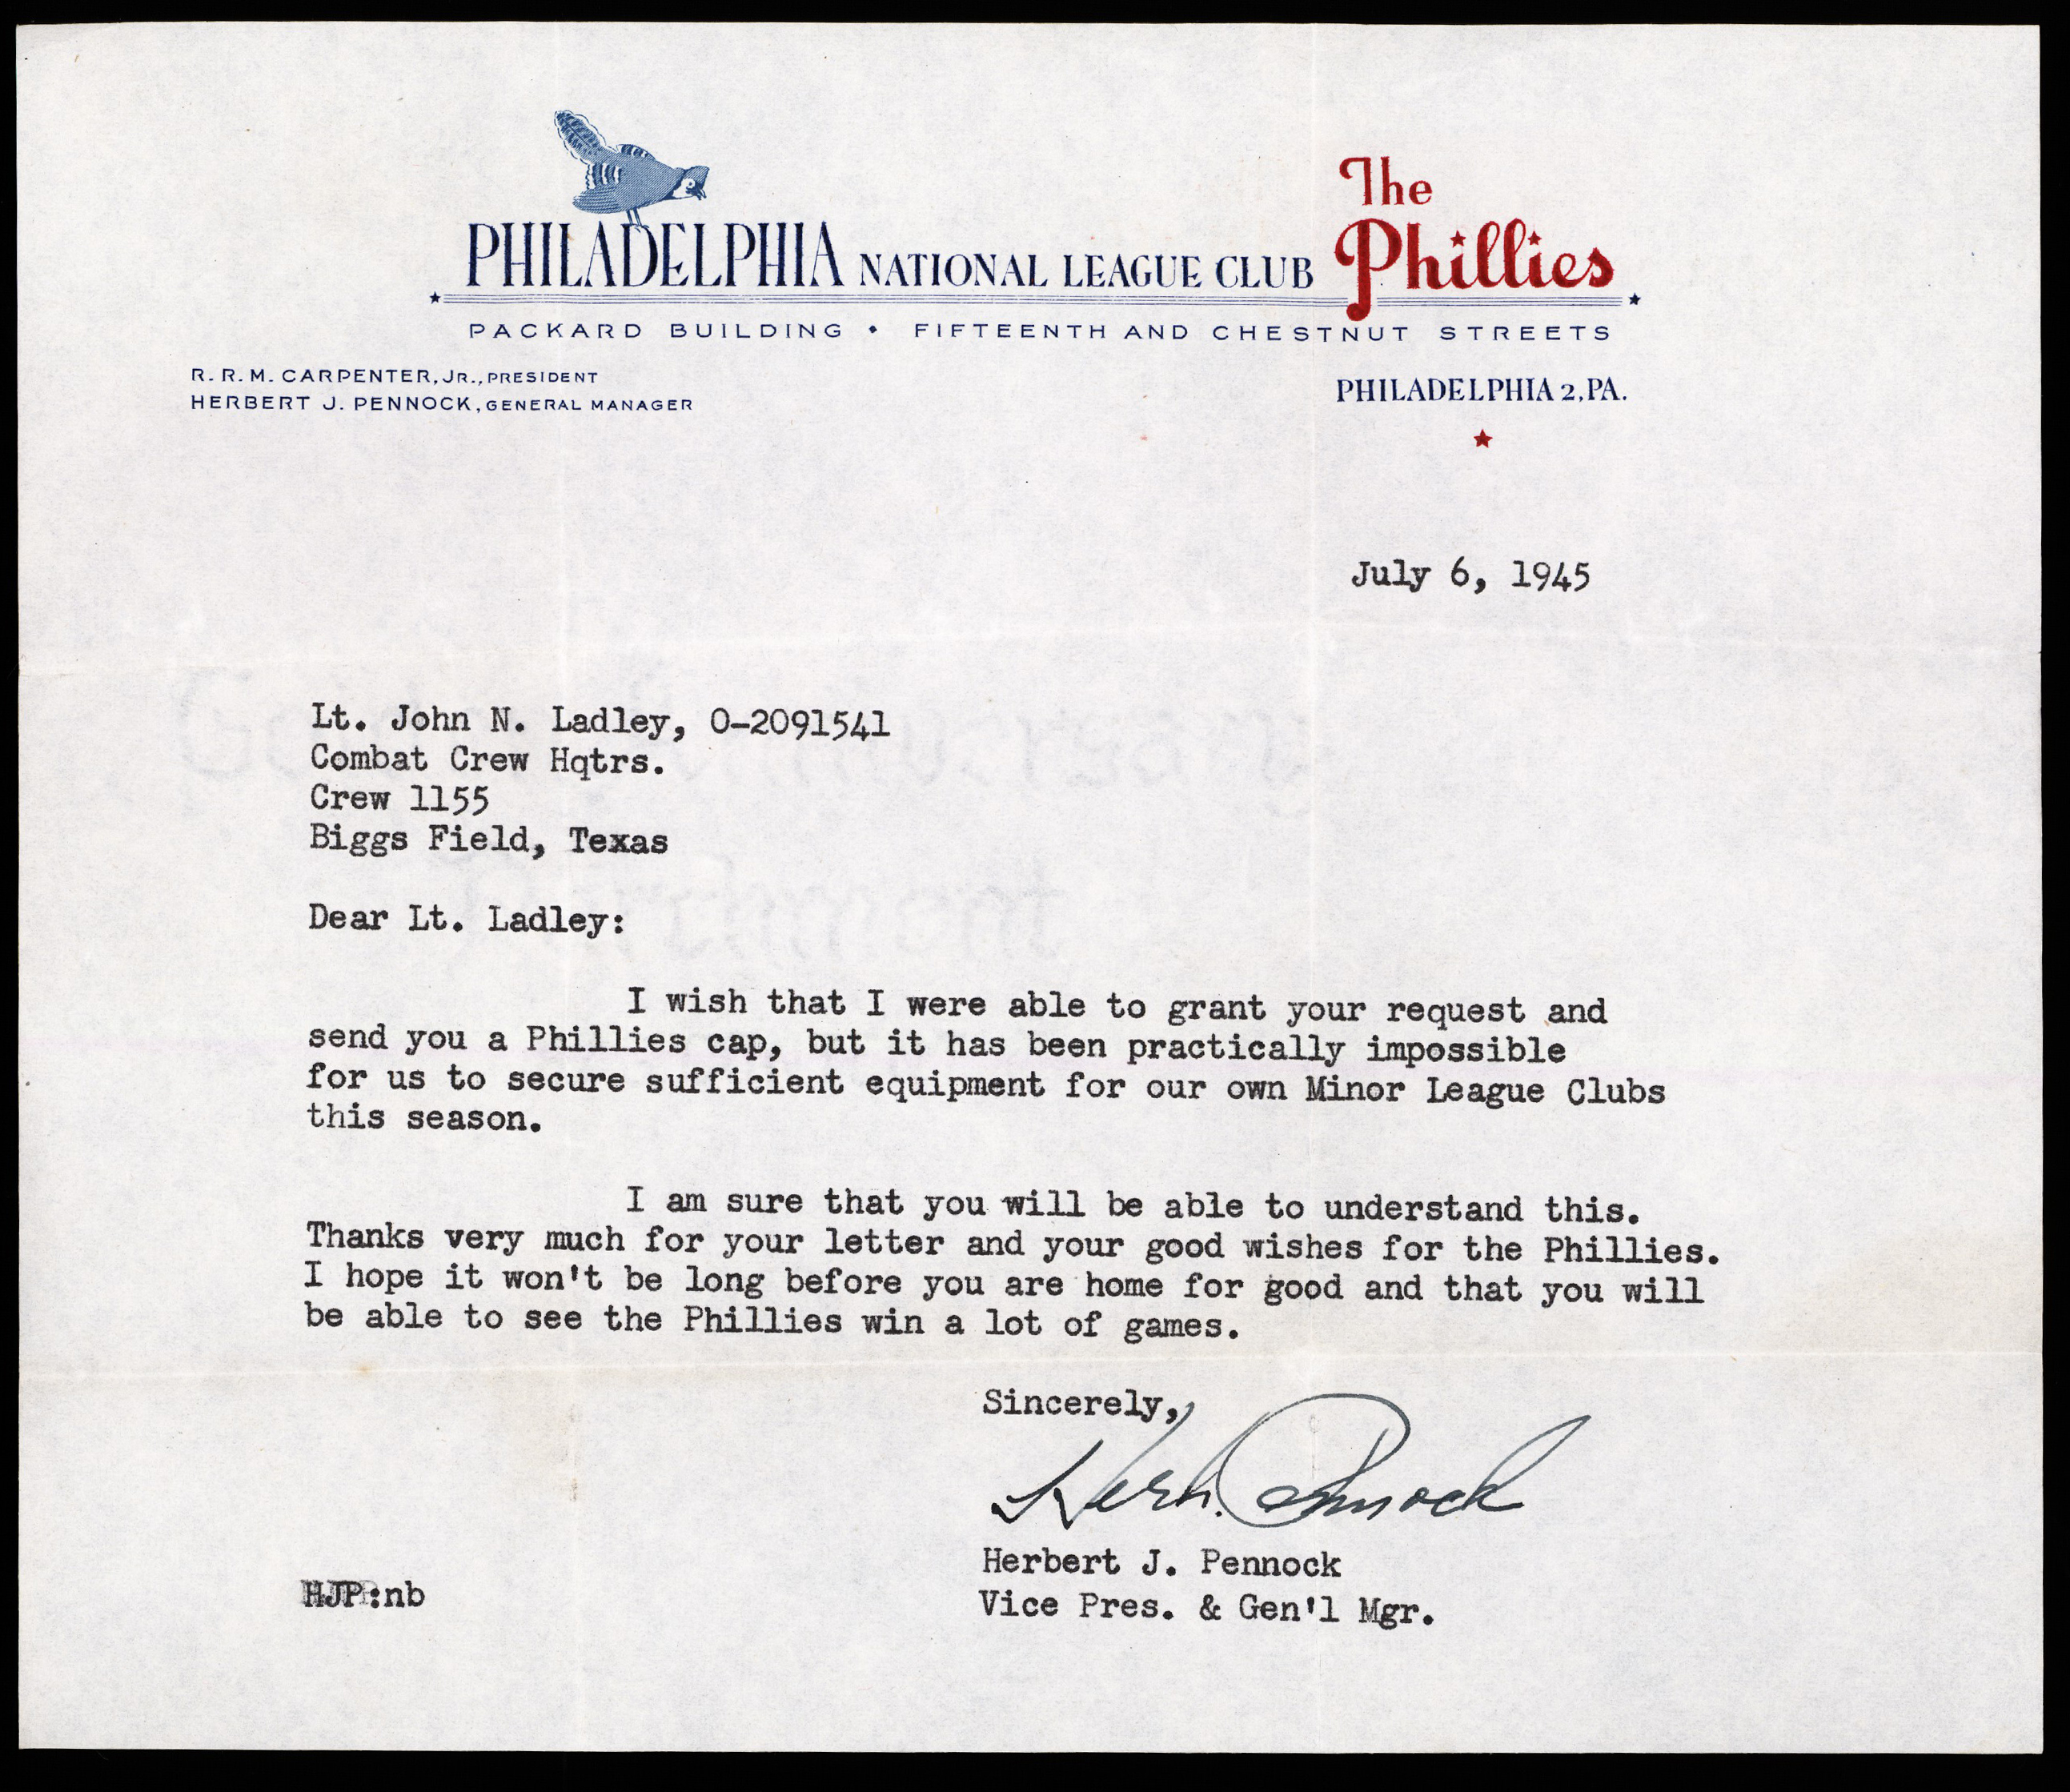 The
PHILADELPHIA NATIONAL LEAGUE CLUB Phillies
PACKARD BUILDING • FIFTEENTH AND CHESTNUT STREETS
R. R. M. CARPENTER, JR., PRESIDENT
HERBERT J. PENNOCK, GENERAL MANAGER
PHILADELPHIA 2, PA.
July 6, 1945
Lt. John N. Ladley, O-2091541
Combat Crew Hqtrs.
Crew 1155
Biggs Field, Texas
Dear Lt. Ladley:
I wish that I were able to grant your request and
send you a Phillies cap, but it has been practically impossible
for us to secure sufficient equipment for our own Minor League Clubs
this season.
I am sure that you will be able to understand this.
Thanks very much for your letter and your good wishes for the Phillies.
I hope it won't be long before you are home for good and that you will
be able to see the Phillies win a lot of games.
Sincerely,
Herb. Pennock
Herbert J. Pennock
Vice Pres. & Gen'l Mgr.
HJP:nb